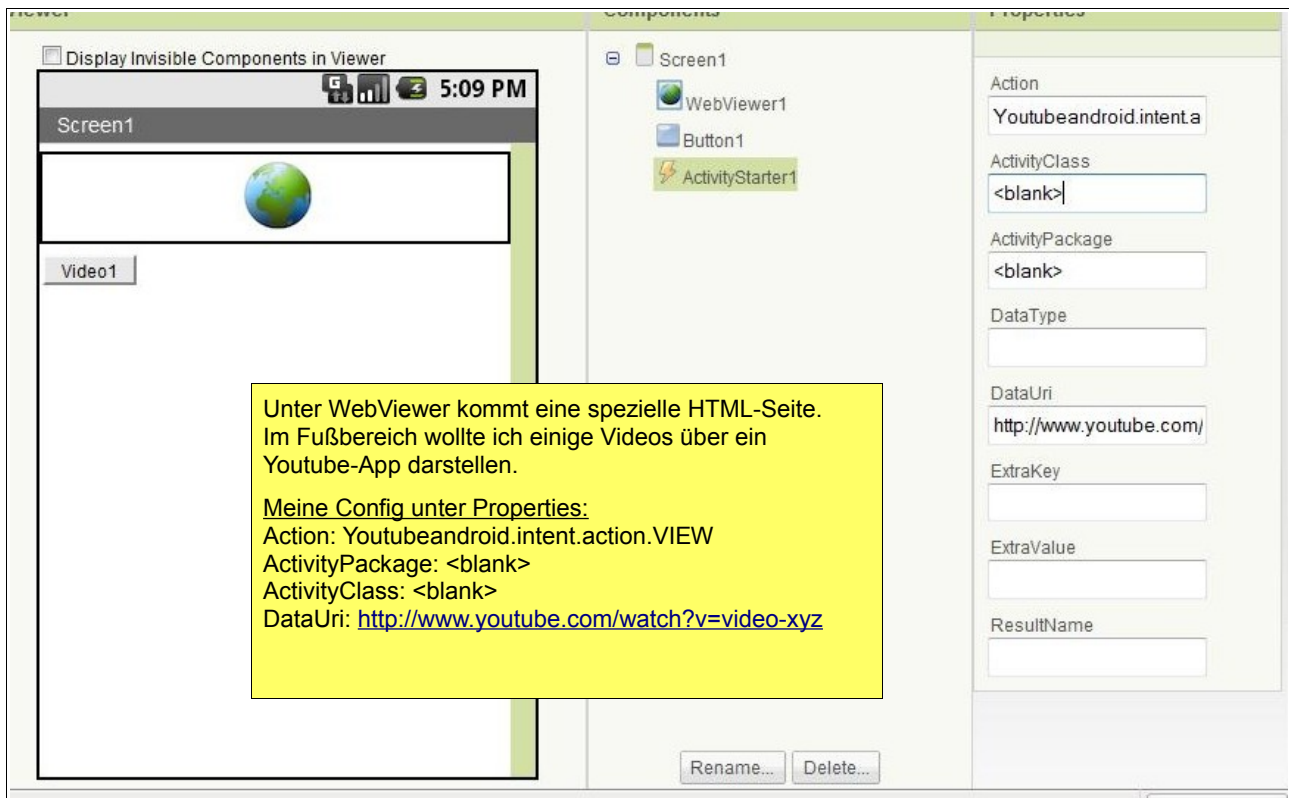 Components
Properties
Display Invisible Components in Viewer
5:09 PM
Screen1
Video1
Screen1
WebViewer1
Button1
ActivityStarter1
Rename...
Delete...
Action
Youtubeandroid.intent.a
ActivityClass
<blank>
ActivityPackage
<blank>
DataType
DataUri
http://www.youtube.com/
ExtraKey
ExtraValue
ResultName
Unter WebViewer kommt eine spezielle HTML-Seite.
Im Fußbereich wollte ich einige Videos über ein
Youtube-App darstellen.
Meine Config unter Properties:
Action: Youtubeandroid.intent.action.VIEW
ActivityPackage: <blank>
ActivityClass: <blank>
DataUri: http://www.youtube.com/watch?v=video-xyz